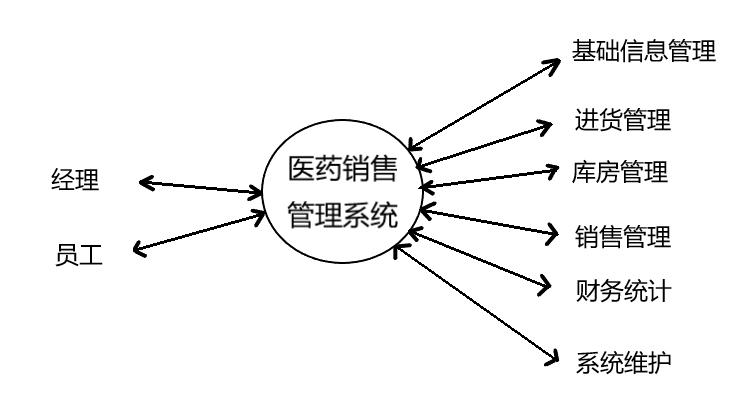 经理
员工
医药销售
管理系统
基础信息管理
进货管理
库房管理
销售管理
财务统计
系统维护